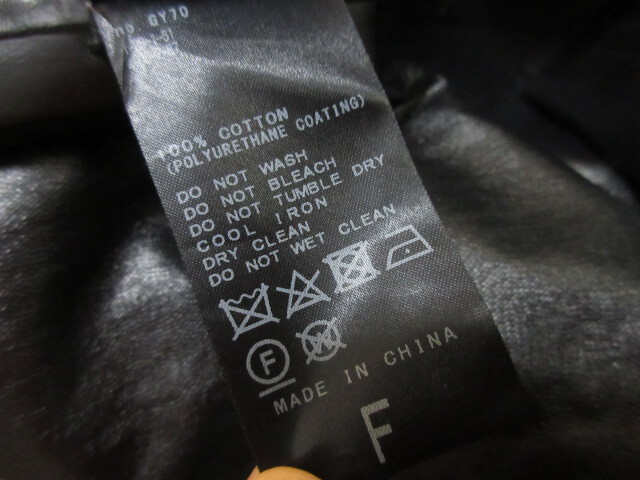 GY70
100% COTTON
(POLYURETHANE COATING)
DO NOT WASH
DO NOT BLEACH
DO NOT TUMBLE DRY
COOL IRON
DRY CLEAN
DO NOT WET CLEAN
F W
MADE IN CHINA
F